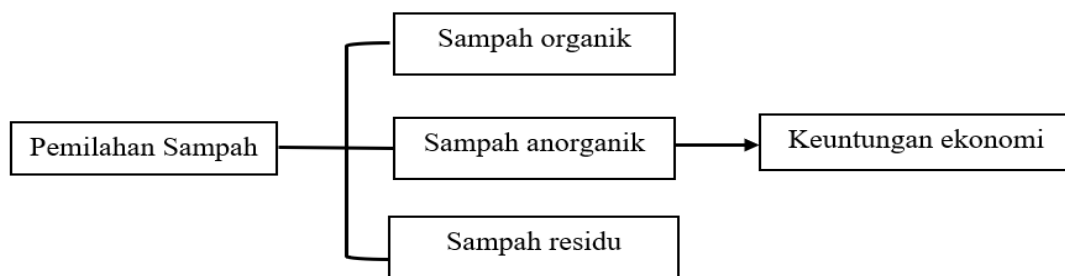 Sampah organik
Pemilahan Sampah
Sampah anorganik
Keuntungan ekonomi
Sampah residu